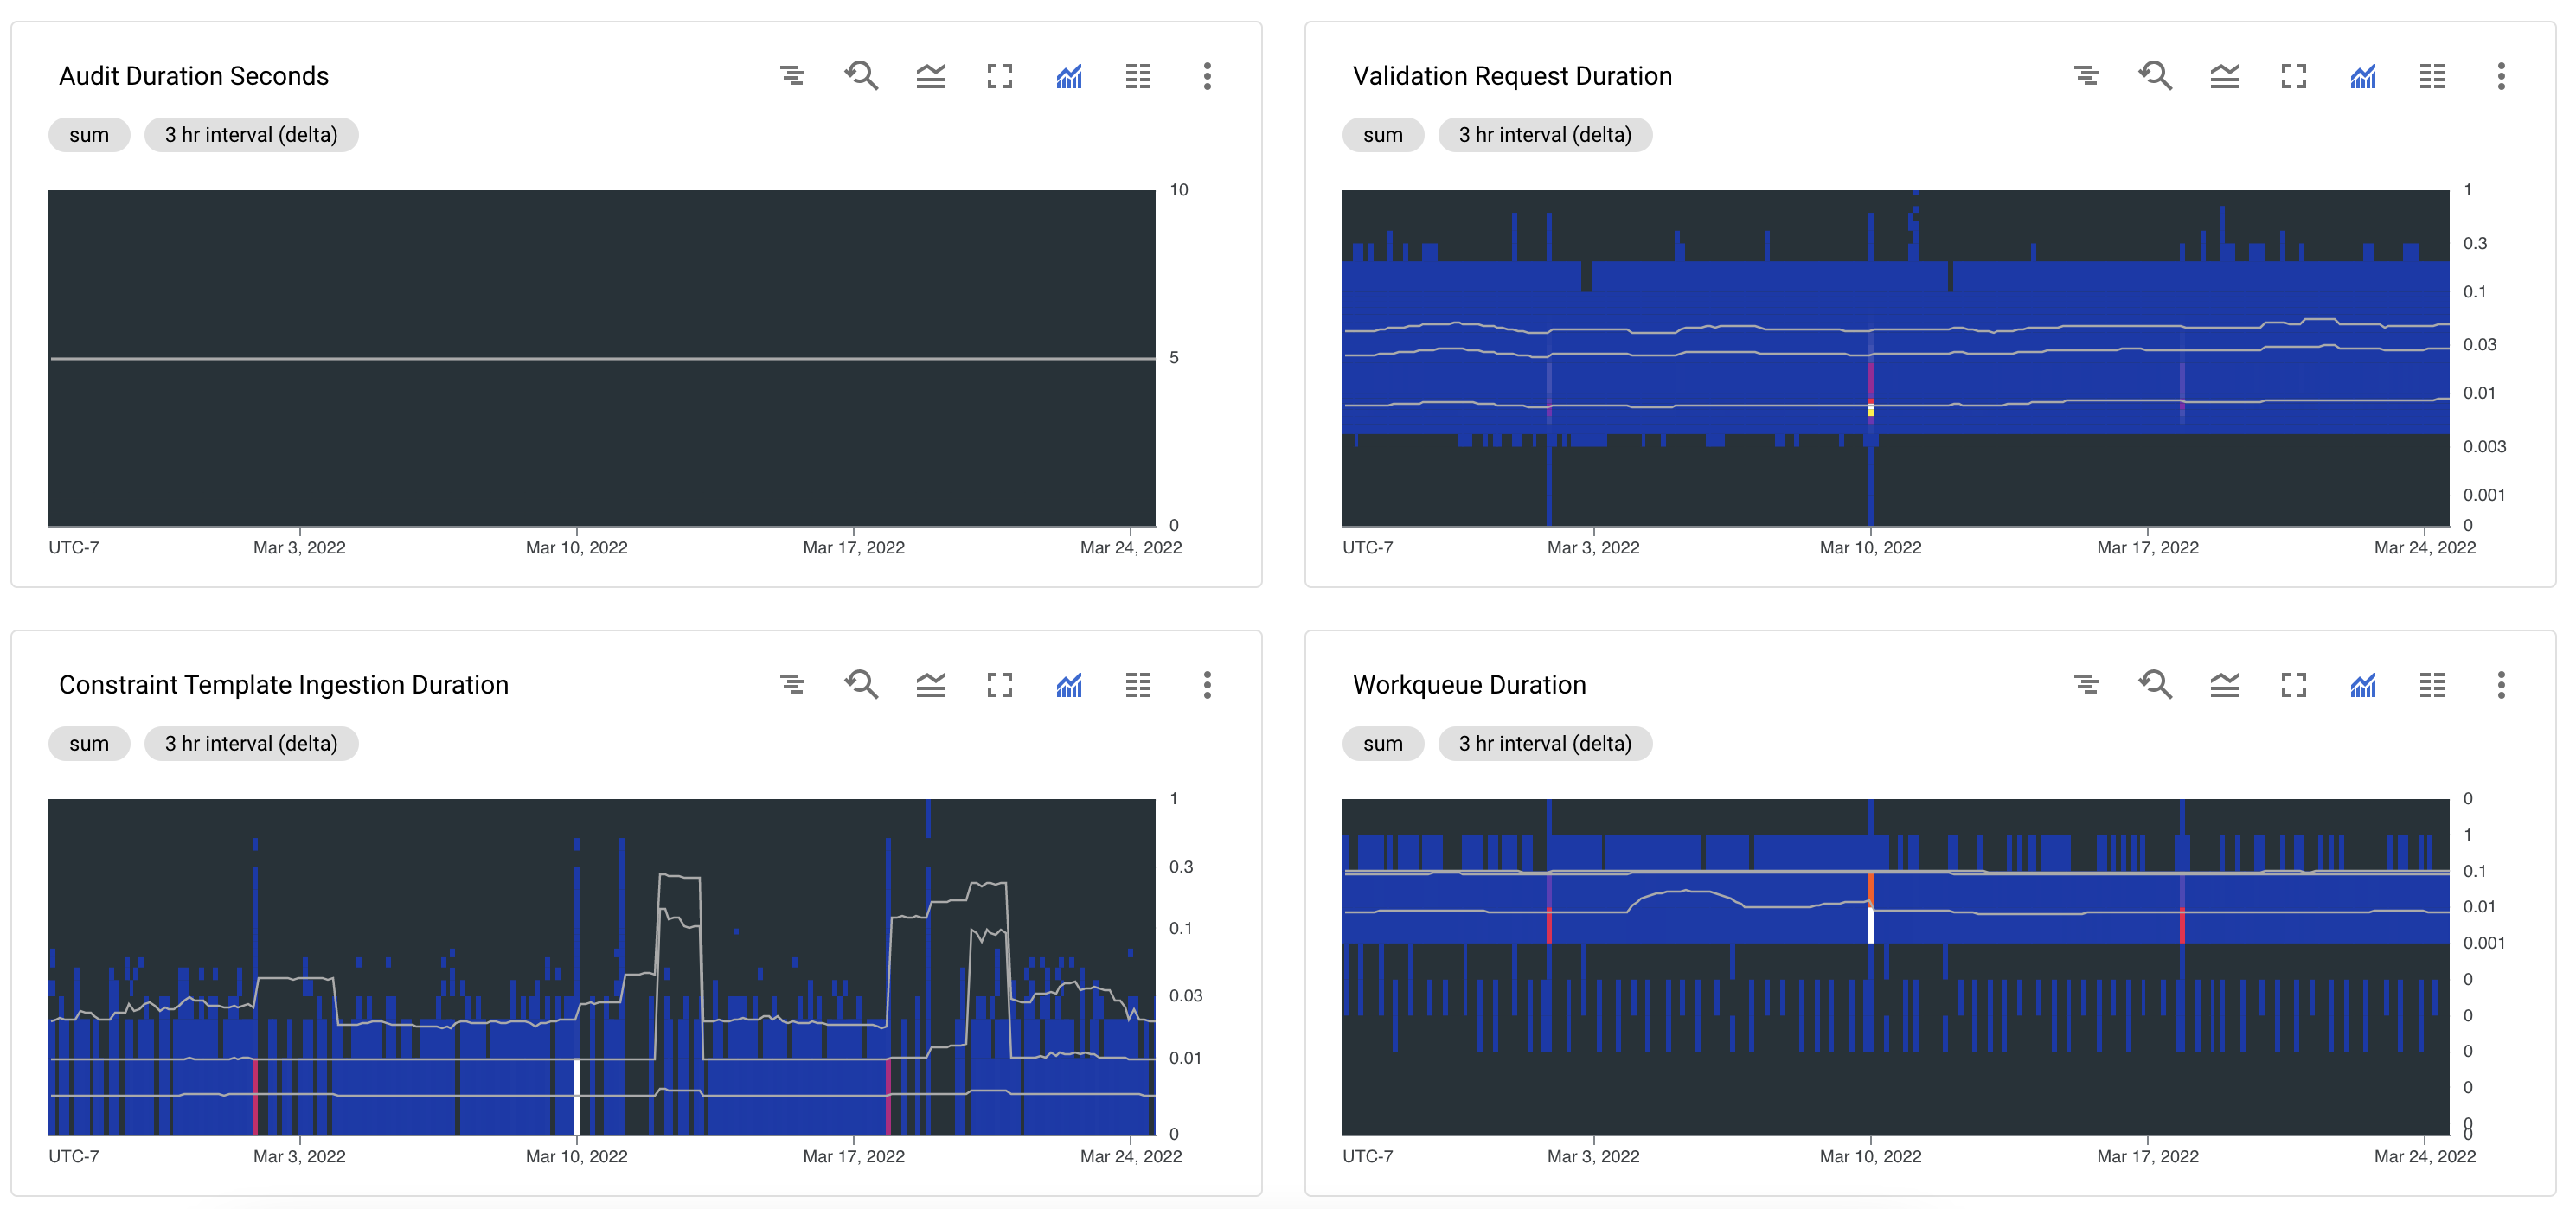 Audit Duration Seconds
sum
3 hr interval (delta)
10
5
0
UTC-7
Mar 3, 2022
Mar 10, 2022
Mar 17, 2022
Mar 24, 2022
Validation Request Duration
sum
3 hr interval (delta)
1
0.3
0.1
0.03
0.01
0.003
0.001
0
UTC-7
Mar 3, 2022
Mar 10, 2022
Mar 17, 2022
Mar 24, 2022
Constraint Template Ingestion Duration
sum
3 hr interval (delta)
1
0.3
0.1
0.03
0.01
0
UTC-7
Mar 3, 2022
Mar 10, 2022
Mar 17, 2022
Mar 24, 2022
Workqueue Duration
sum
3 hr interval (delta)
0
1
0.1
0.01
0.001
0
0
0
0
0
0
UTC-7
Mar 3, 2022
Mar 10, 2022
Mar 17, 2022
Mar 24, 2022